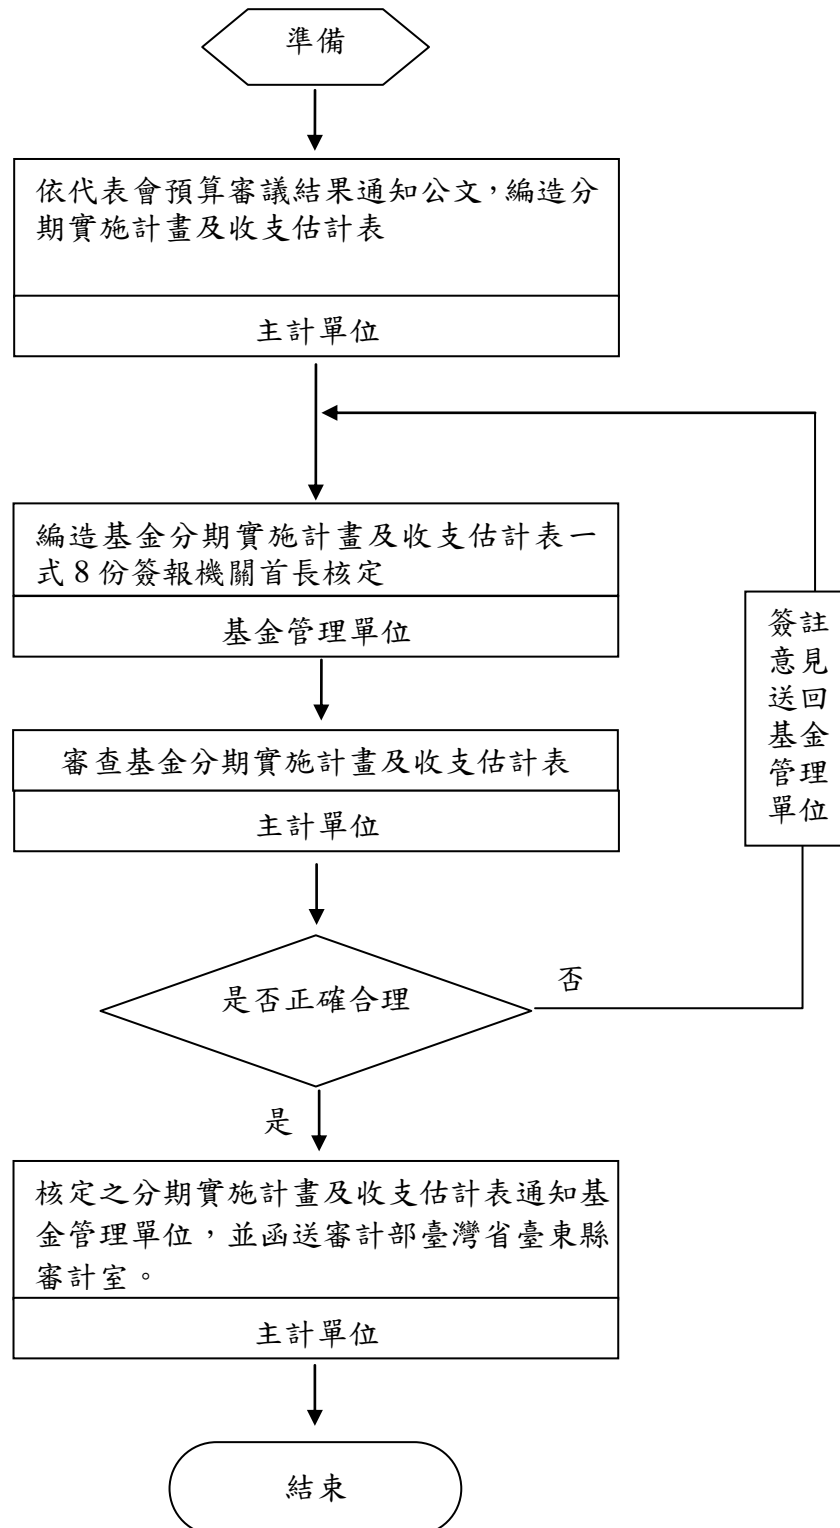 準備
依代表會預算審議結果通知公文，編造分
期實施計畫及收支估計表
主計單位
編造基金分期實施計畫及收支估計表一
式8份簽報機關首長核定
基金管理單位
簽註
意見
送回
基金
管理
單位
審查基金分期實施計畫及收支估計表
主計單位
是否正確合理
否
是
核定之分期實施計畫及收支估計表通知基
金管理單位，並函送審計部臺灣省臺東縣
審計室。
主計單位
結束